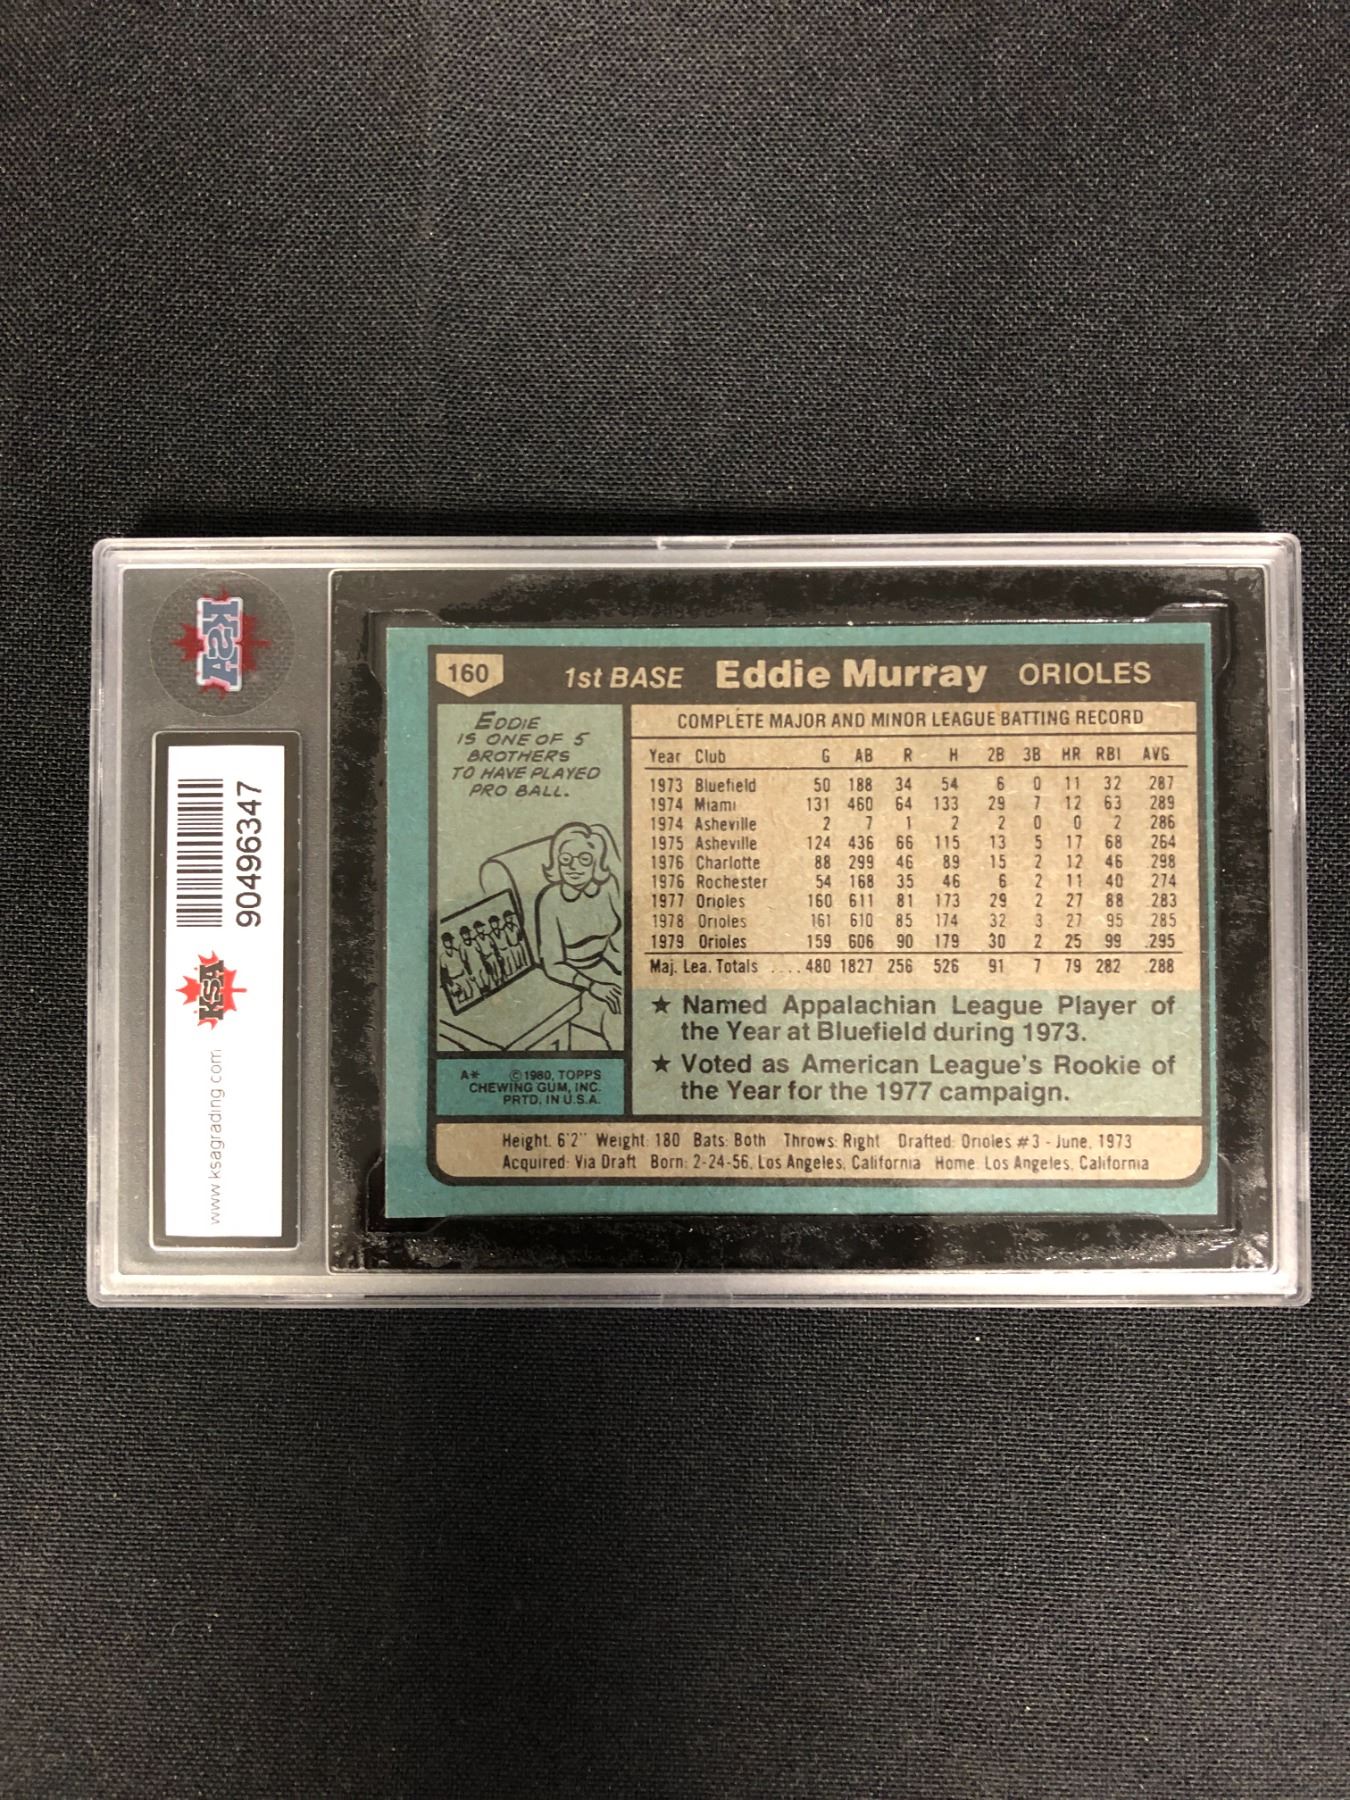 KSA
90496347
KSA
www.ksagrading.com
160 1st BASE Eddie Murray ORIOLES
EDDIE
IS ONE OF 5
BROTHERS
TO HAVE PLAYED
PRO BALL.
COMPLETE MAJOR AND MINOR LEAGUE BATTING RECORD
Year Club G AB R H 2B 3B HR RBI AVG
1973 Bluefield 50 188 34 54 6 0 11 32 .287
1974 Miami 131 460 64 133 29 7 12 63 .289
1974 Asheville 2 7 1 2 2 0 0 2 .286
1975 Asheville 124 436 66 115 13 5 17 68 .264
1976 Charlotte 88 299 46 89 15 2 12 46 .298
1976 Rochester 54 168 35 46 6 2 11 40 .274
1977 Orioles 160 611 81 173 29 2 27 88 .283
1978 Orioles 161 610 85 174 32 3 27 95 .285
1979 Orioles 159 606 90 179 30 2 25 99 .295
Maj. Lea. Totals .... 480 1827 256 526 91 7 79 282 .288
★ Named Appalachian League Player of
the Year at Bluefield during 1973.
★ Voted as American League's Rookie of
the Year for the 1977 campaign.
A* © 1980, TOPPS
CHEWING GUM, INC.
PRTD. IN U.S.A.
Height: 6'2" Weight: 180 Bats: Both Throws: Right Drafted: Orioles #3 - June, 1973
Acquired: Via Draft Born: 2-24-56, Los Angeles, California Home: Los Angeles, California